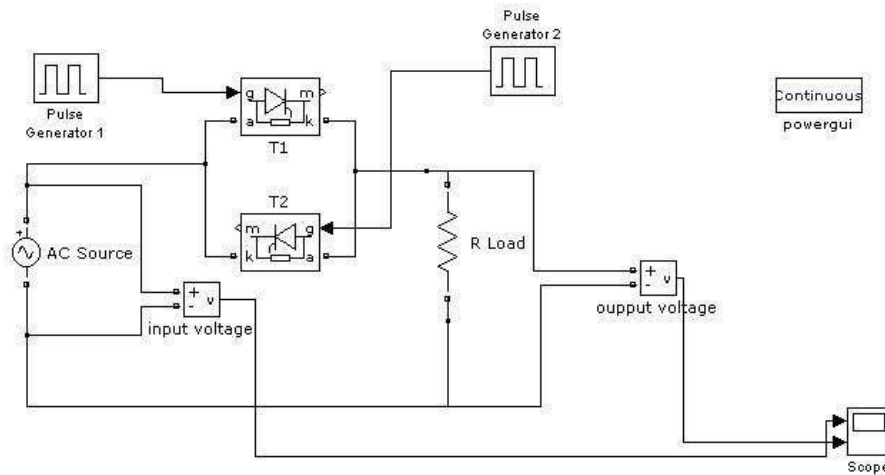 Pulse
Generator 2
Pulse
Generator 1
g
m
a
k
T1
Continuous
powergui
T2
m
g
k
a
+
AC Source
R Load
+
-
v
input voltage
+
-
v
oupput voltage
Scope